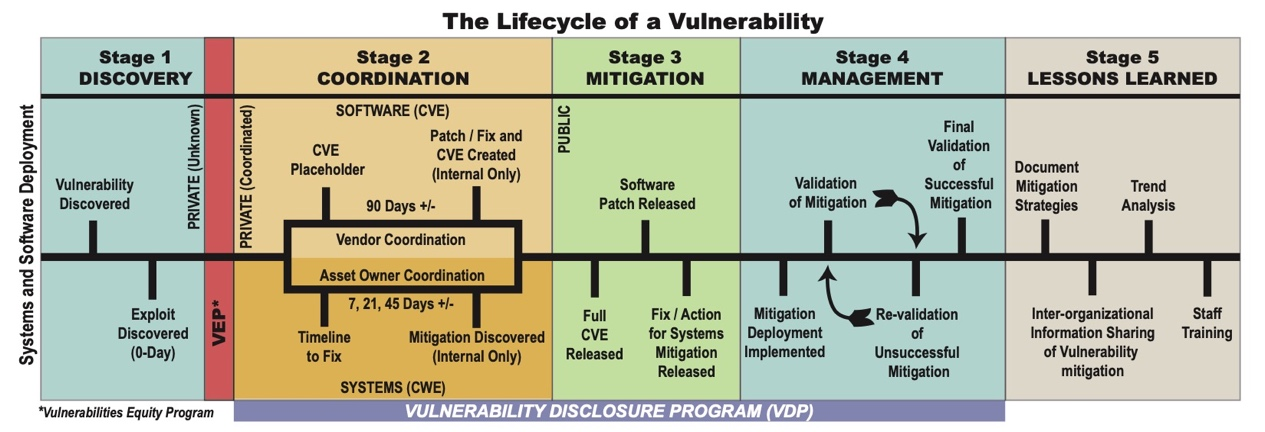 The Lifecycle of a Vulnerability
Systems and Software Deployment
Stage 1
DISCOVERY
Vulnerability
Discovered
Exploit
Discovered
(0-Day)
PRIVATE (Unknown)
VEP*
Stage 2
COORDINATION
PRIVATE (Coordinated)
SOFTWARE (CVE)
CVE
Placeholder
Patch / Fix and
CVE Created
(Internal Only)
90 Days +/-
Vendor Coordination
Asset Owner Coordination
7, 21, 45 Days +/-
Timeline
to Fix
Mitigation Discovered
(Internal Only)
SYSTEMS (CWE)
Stage 3
MITIGATION
PUBLIC
Software
Patch Released
Full
CVE
Released
Fix / Action
for Systems
Mitigation
Released
Stage 4
MANAGEMENT
Validation
of Mitigation
Final
Validation
of
Successful
Mitigation
Mitigation
Deployment
Implemented
Re-validation
of
Unsuccessful
Mitigation
Stage 5
LESSONS LEARNED
Document
Mitigation
Strategies
Trend
Analysis
Inter-organizational
Information Sharing
of Vulnerability
mitigation
Staff
Training
*Vulnerabilities Equity Program
VULNERABILITY DISCLOSURE PROGRAM (VDP)